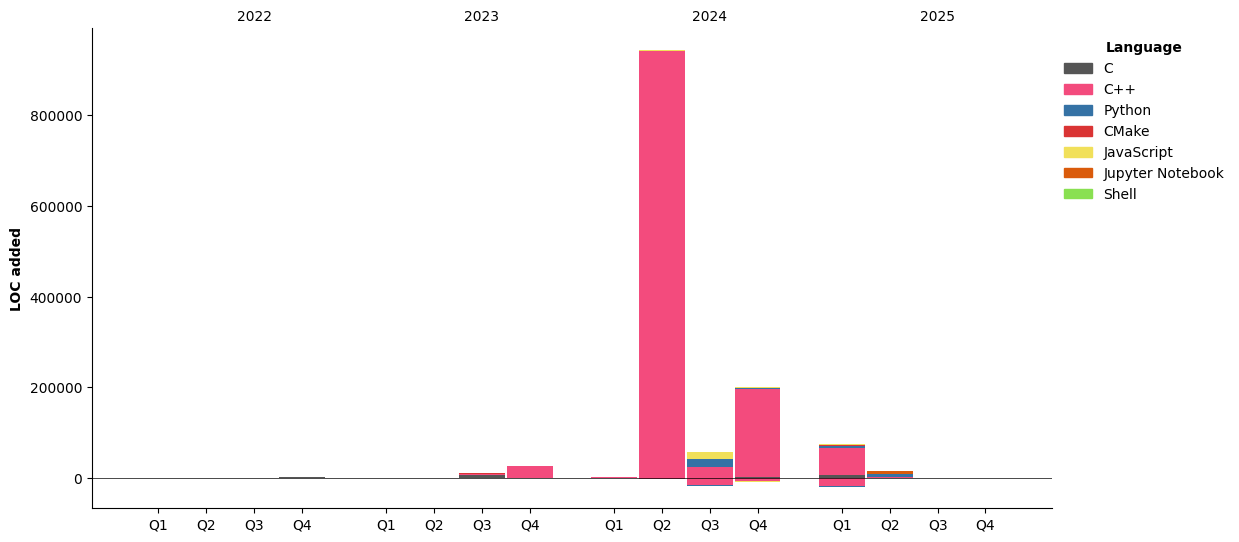 2022 2023 2024 2025
Language
C
C++
Python
CMake
JavaScript
Jupyter Notebook
Shell
LOC added
800000
600000
400000
200000
0
Q1 Q2 Q3 Q4 Q1 Q2 Q3 Q4 Q1 Q2 Q3 Q4 Q1 Q2 Q3 Q4